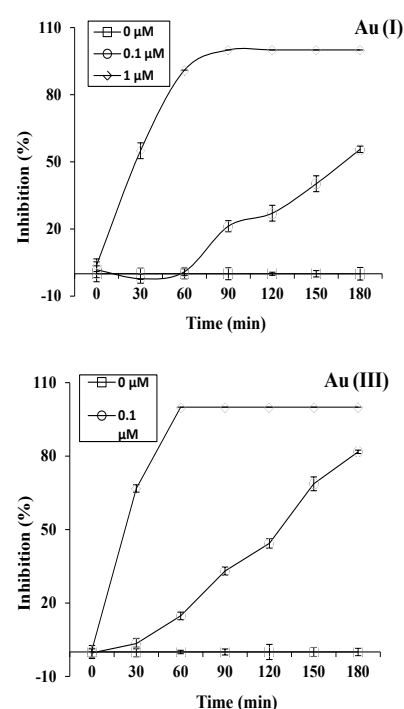 Au (I)
0 µM
0.1 µM
1 µM
110
80
50
20
-10
Inhibition (%)
0 30 60 90 120 150 180
Time (min)
Au (III)
0 µM
0.1
µM
110
80
50
20
-10
Inhibition (%)
0 30 60 90 120 150 180
Time (min)